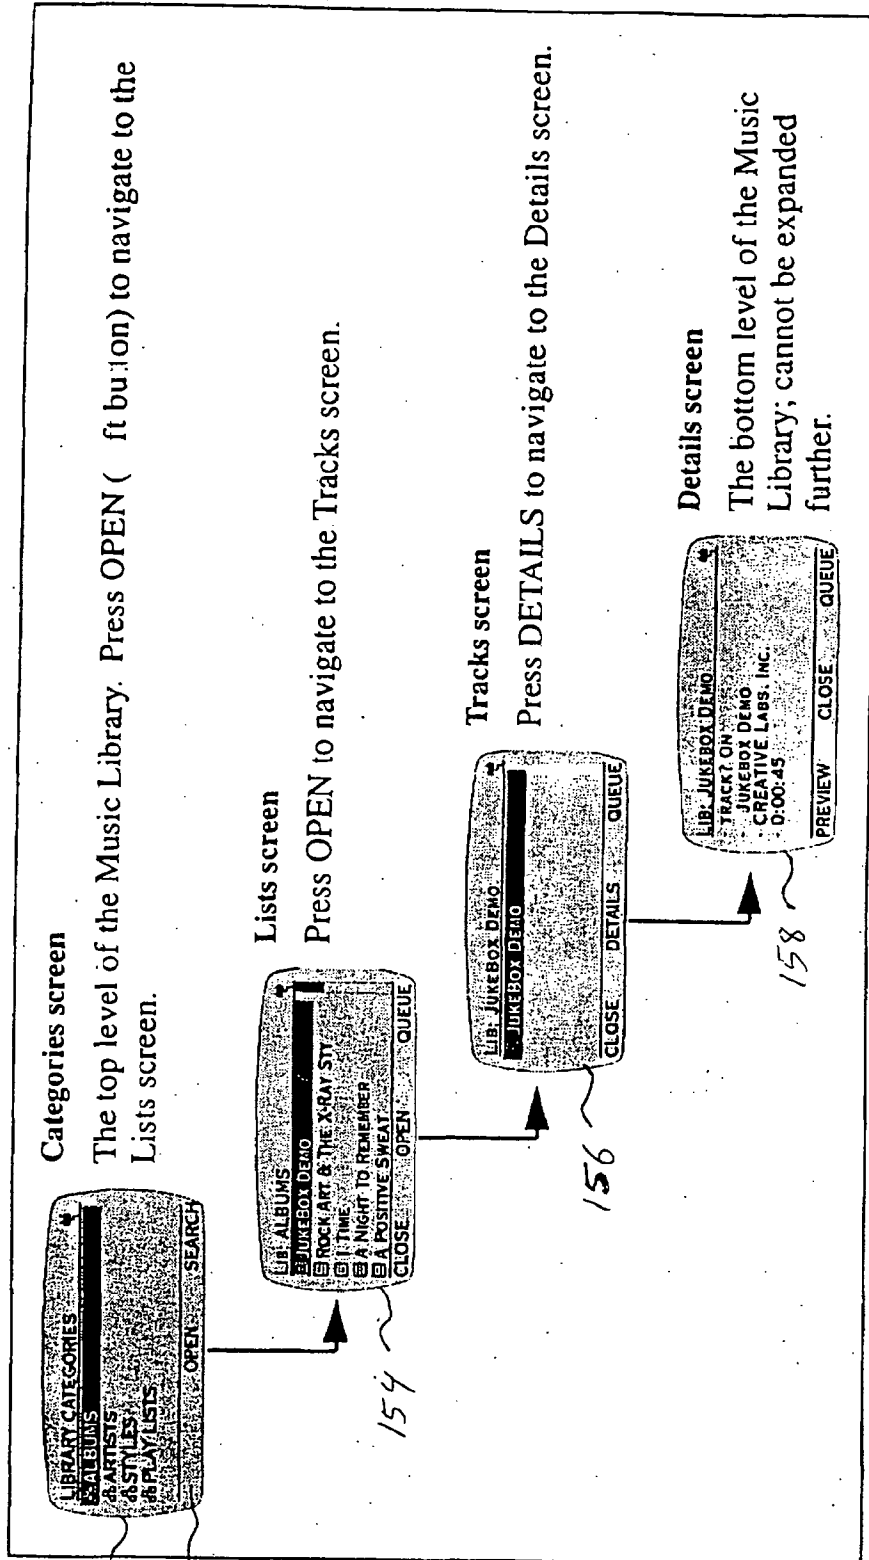 Categories screen
The top level of the Music Library. Press OPEN ( ft button) to navigate to the
Lists screen.
LIBRARY CATEGORIES
ALBUMS
ARTISTS
STYLES
PLAY LISTS
OPEN SEARCH
Lists screen
Press OPEN to navigate to the Tracks screen.
LIB: ALBUMS
JUKEBOX DEMO
ROCK ART & THE X-RAY STY
1 TIME
A NIGHT TO REMEMBER
A POSITIVE SWEAT
CLOSE OPEN QUEUE
154
Tracks screen
Press DETAILS to navigate to the Details screen.
LIB: JUKEBOX DEMO
JUKEBOX DEMO
CLOSE DETAILS QUEUE
156
Details screen
The bottom level of the Music
Library; cannot be expanded
further.
LIB: JUKEBOX DEMO
TRACK? ON
- JUKEBOX DEMO
- CREATIVE LABS. INC.
- 0:00:45
PREVIEW CLOSE QUEUE
158